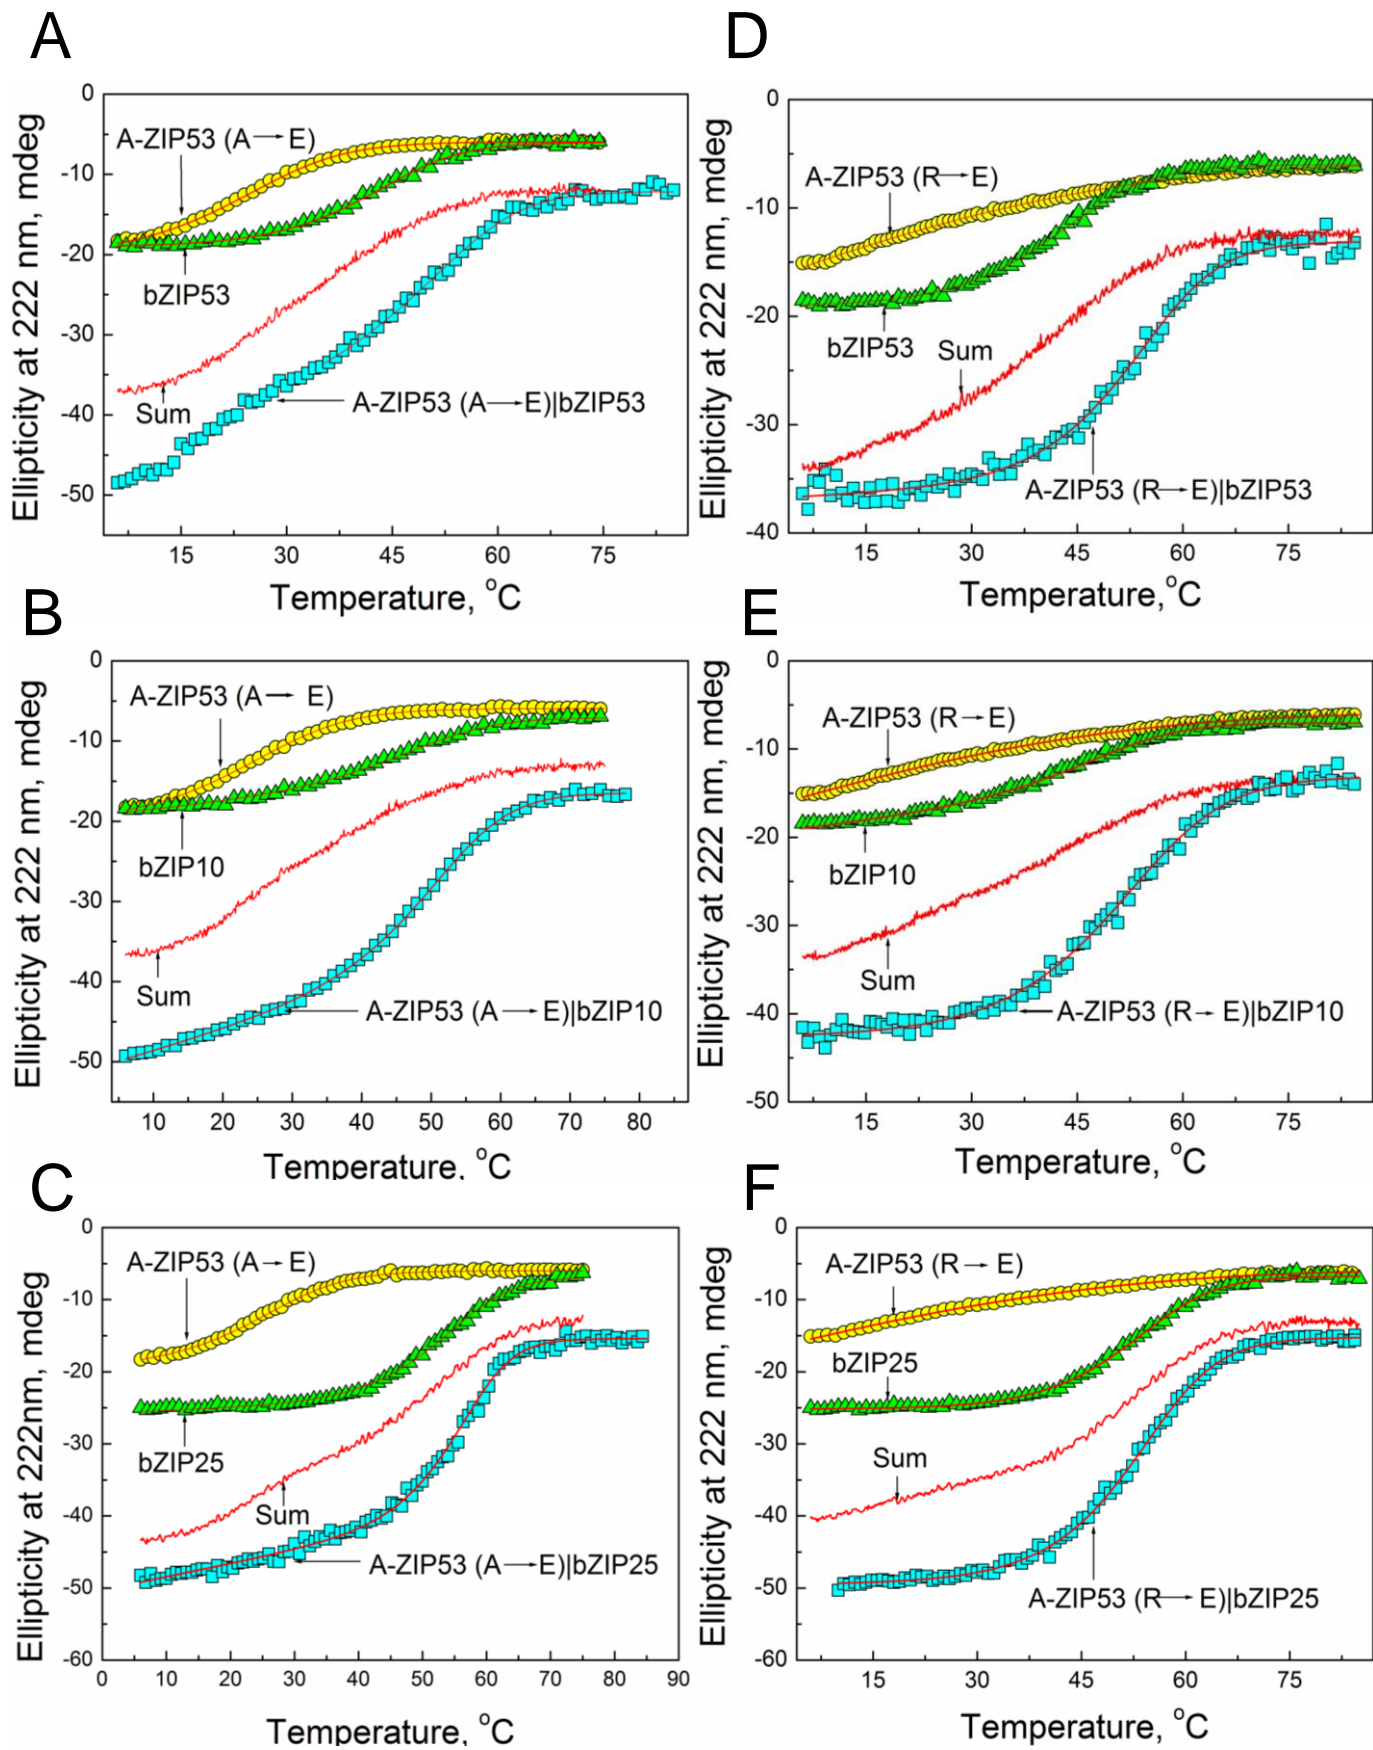 A
Ellipticity at 222 nm, mdeg
0
-10
-20
-30
-40
-50
A-ZIP53 (A→E)
bZIP53
Sum
A-ZIP53 (A→E)|bZIP53
15 30 45 60 75
Temperature, °C
B
Ellipticity at 222 nm, mdeg
0
-10
-20
-30
-40
-50
A-ZIP53 (A→ E)
bZIP10
Sum
A-ZIP53 (A→E)|bZIP10
10 20 30 40 50 60 70 80
Temperature, °C
C
Ellipticity at 222nm, mdeg
0
-10
-20
-30
-40
-50
-60
A-ZIP53 (A→E)
bZIP25
Sum
A-ZIP53 (A→E)|bZIP25
0 10 20 30 40 50 60 70 80 90
Temperature, °C
D
Ellipticity at 222 nm, mdeg
0
-10
-20
-30
-40
A-ZIP53 (R→E)
bZIP53
Sum
A-ZIP53 (R→E)|bZIP53
15 30 45 60 75
Temperature, °C
E
Ellipticity at 222 nm, mdeg
0
-10
-20
-30
-40
-50
A-ZIP53 (R→E)
bZIP10
Sum
A-ZIP53 (R→ E)|bZIP10
15 30 45 60 75
Temperature, °C
F
Ellipticity at 222 nm, mdeg
0
-10
-20
-30
-40
-50
-60
A-ZIP53 (R→ E)
bZIP25
Sum
A-ZIP53 (R→ E)|bZIP25
15 30 45 60 75
Temperature, °C